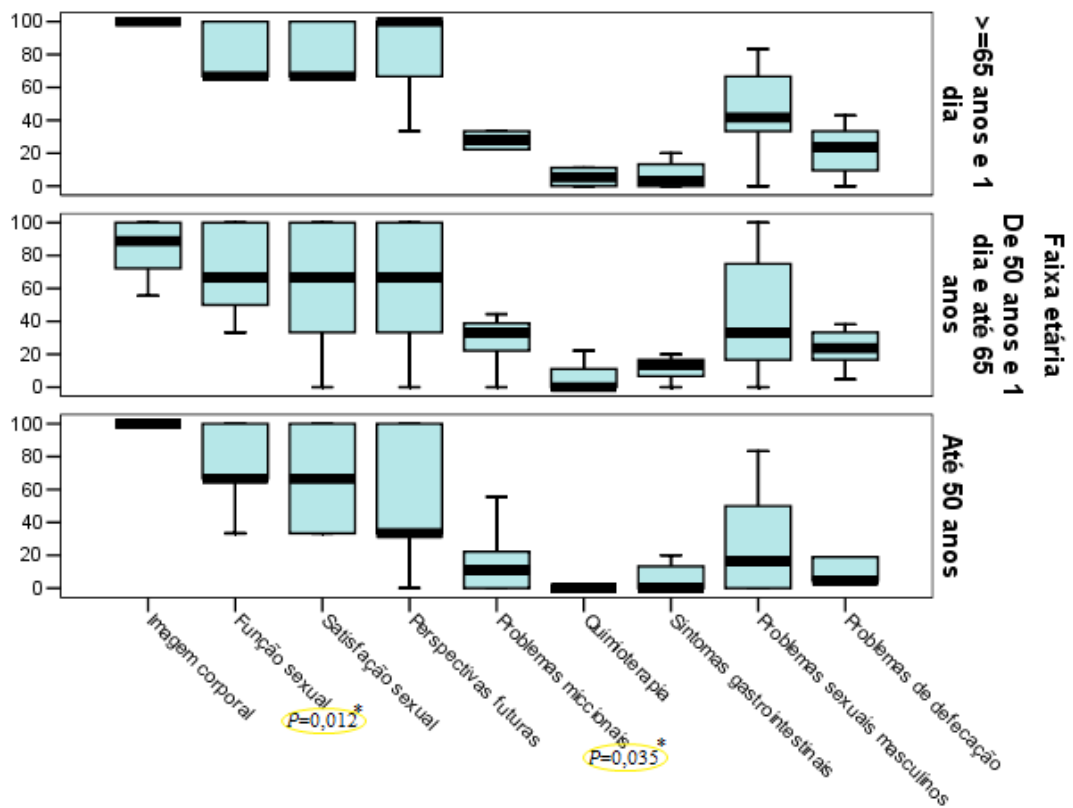 100
80
60
40
20
0
>=65 anos e 1
dia
100
80
60
40
20
0
De 50 anos e 1
dia e até 65
anos
Faixa etária
100
80
60
40
20
0
Até 50 anos
Imagem corporal
Função sexual
Satisfação sexual
Perspectivas futuras
Problemas miccionais
Quimioterapia
Sintomas gastrointestinais
Problemas sexuais masculinos
Problemas de defecação
P=0,012*
P=0,035*